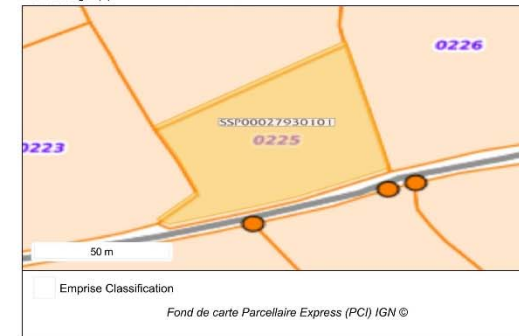 0226
SSP00027930101
0225
0223
50 m
Emprise Classification
Fond de carte Parcellaire Express (PCI) IGN ©